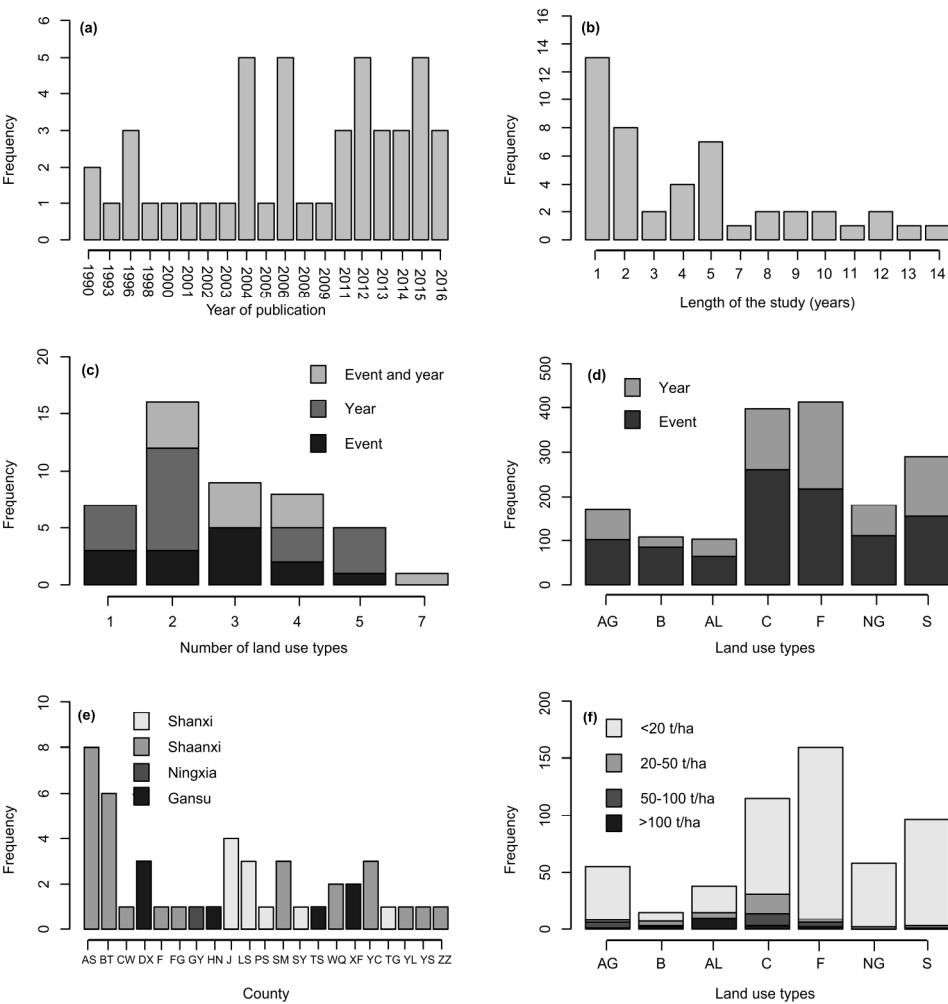 (a)
Frequency
0 1 2 3 4 5 6
1990 1993 1996 1998 2000 2001 2002 2003 2004 2005 2006 2008 2009 2011 2012 2013 2014 2015 2016
Year of publication
(b)
Frequency
0 2 4 6 8 10 12 14 16
1 2 3 4 5 7 8 9 10 11 12 13 14
Length of the study (years)
(c)
Event and year
Year
Event
Frequency
0 5 10 15 20
1 2 3 4 5 7
Number of land use types
(d)
Year
Event
Frequency
0 100 200 300 400 500
AG B AL C F NG S
Land use types
(e)
Shanxi
Shaanxi
Ningxia
Gansu
Frequency
0 2 4 6 8 10
AS BT CW DX F FG GY HN J LS PS SM SY TS WQ XF YC TG YL YS ZZ
County
(f)
<20 t/ha
20-50 t/ha
50-100 t/ha
>100 t/ha
Frequency
0 50 100 150 200
AG B AL C F NG S
Land use types